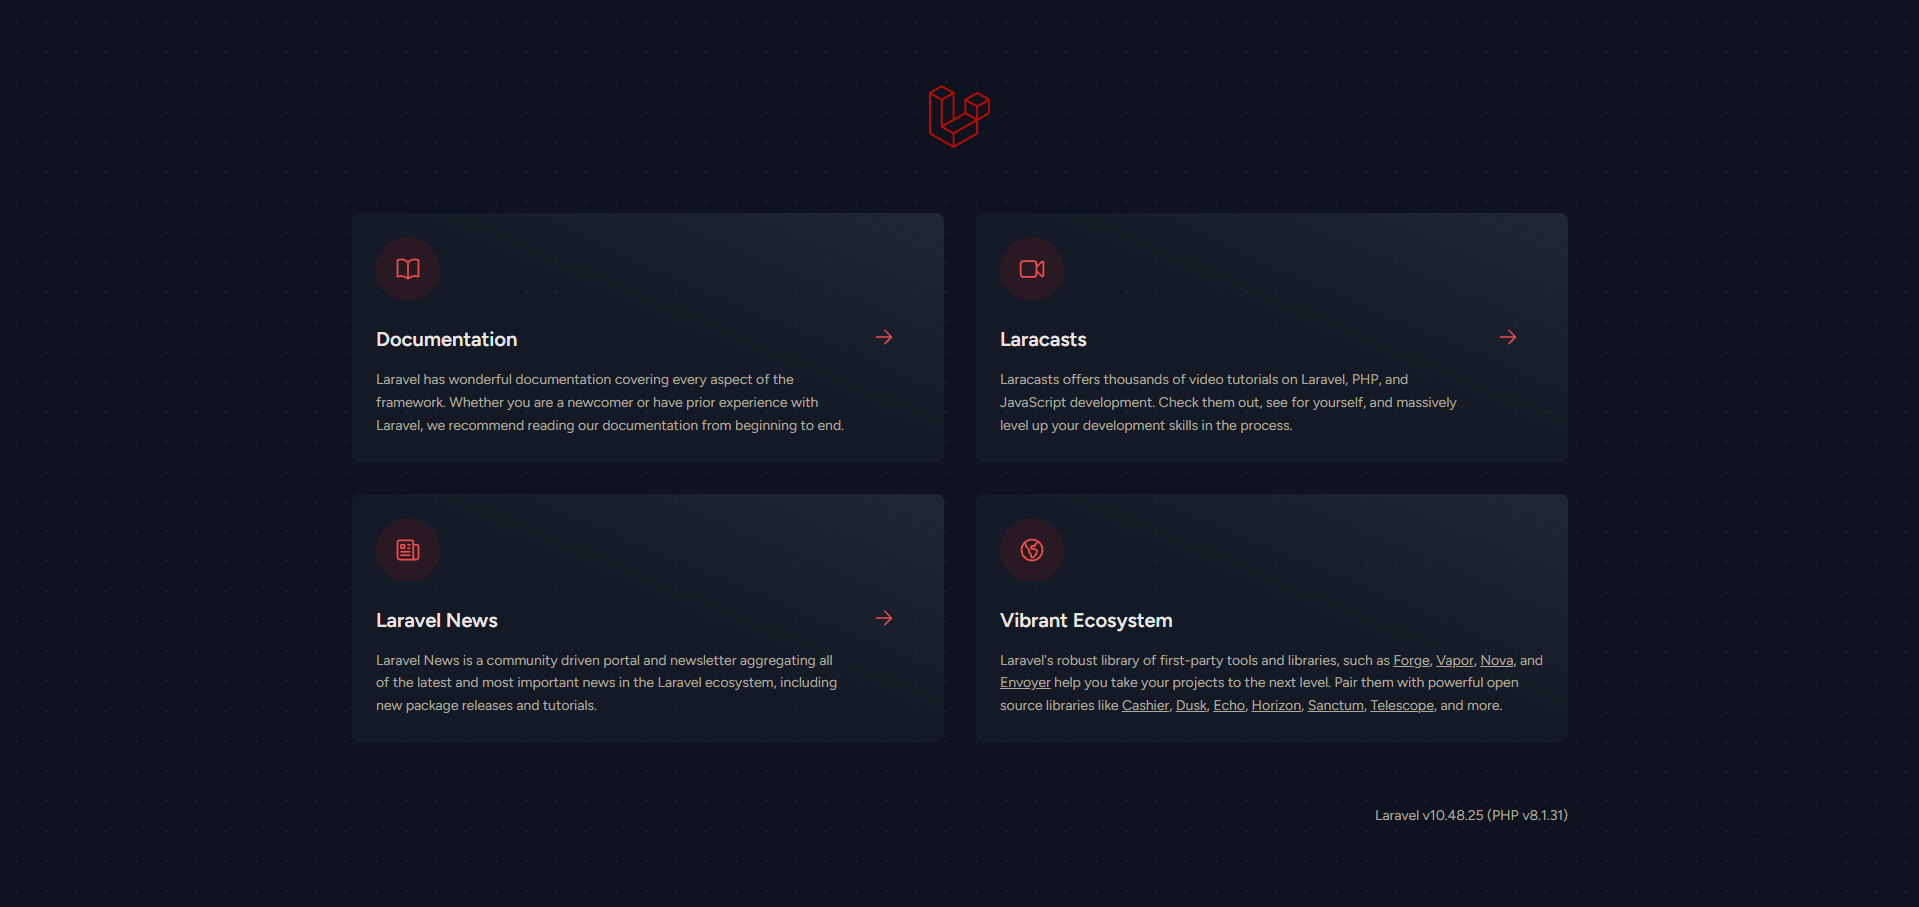 Documentation
Laravel has wonderful documentation covering every aspect of the
framework. Whether you are a newcomer or have prior experience with
Laravel, we recommend reading our documentation from beginning to end.
Laracasts
Laracasts offers thousands of video tutorials on Laravel, PHP, and
JavaScript development. Check them out, see for yourself, and massively
level up your development skills in the process.
Laravel News
Laravel News is a community driven portal and newsletter aggregating all
of the latest and most important news in the Laravel ecosystem, including
new package releases and tutorials.
Vibrant Ecosystem
Laravel's robust library of first-party tools and libraries, such as Forge, Vapor, Nova, and
Envoyer help you take your projects to the next level. Pair them with powerful open
source libraries like Cashier, Dusk, Echo, Horizon, Sanctum, Telescope, and more.
Laravel v10.48.25 (PHP v8.1.31)